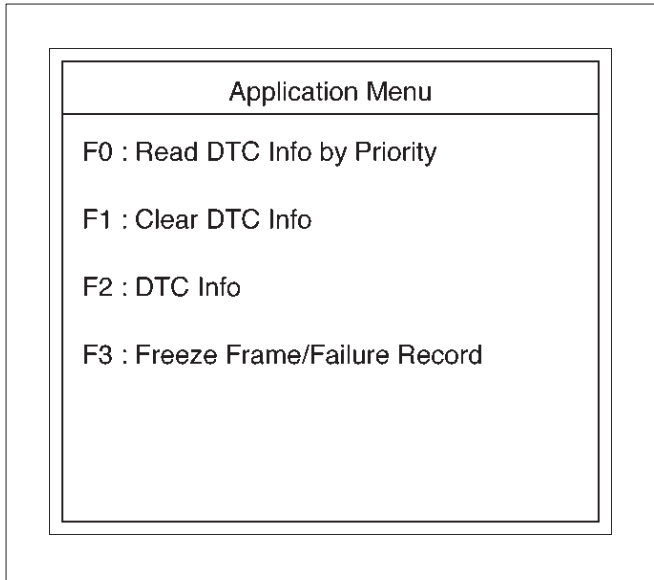 Application Menu
F0 : Read DTC Info by Priority
F1 : Clear DTC Info
F2 : DTC Info
F3 : Freeze Frame/Failure Record